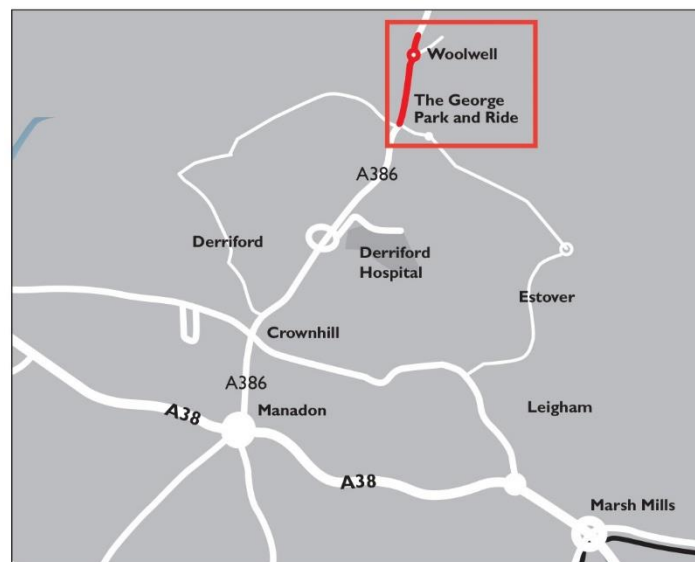 Woolwell
The George
Park and Ride
A386
Derriford
Derriford
Hospital
Estover
Crownhill
A386
A38
Manadon
Leigham
A38
Marsh Mills